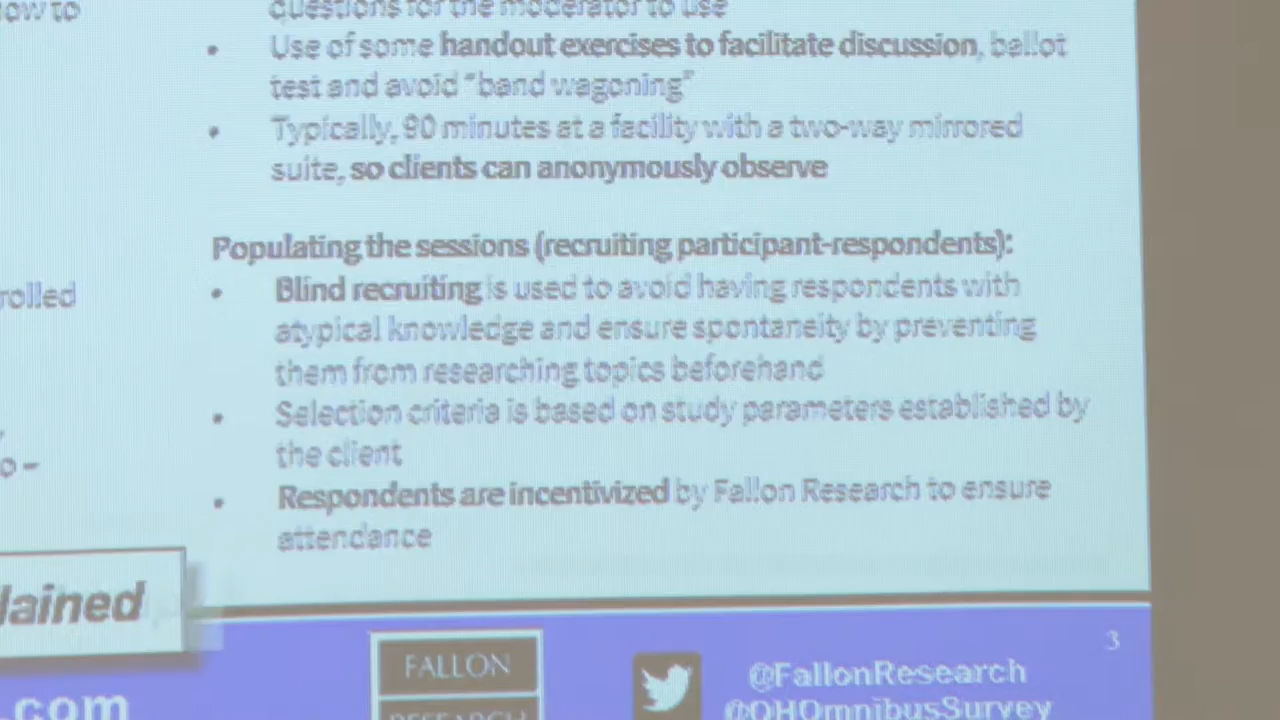 ow to
questions for the moderator to use
• Use of some handout exercises to facilitate discussion, ballot
test and avoid "band wagoning"
• Typically, 90 minutes at a facility with a two-way mirrored
suite, so clients can anonymously observe
Populating the sessions (recruiting participant-respondents):
• Blind recruiting is used to avoid having respondents with
atypical knowledge and ensure spontaneity by preventing
them from researching topics beforehand
• Selection criteria is based on study parameters established by
the client
• Respondents are incentivized by Fallon Research to ensure
attendance
rolled
o –
lained
.com
FALLON
RESEARCH
@FallonResearch
@OHOmnibusSurvey
3